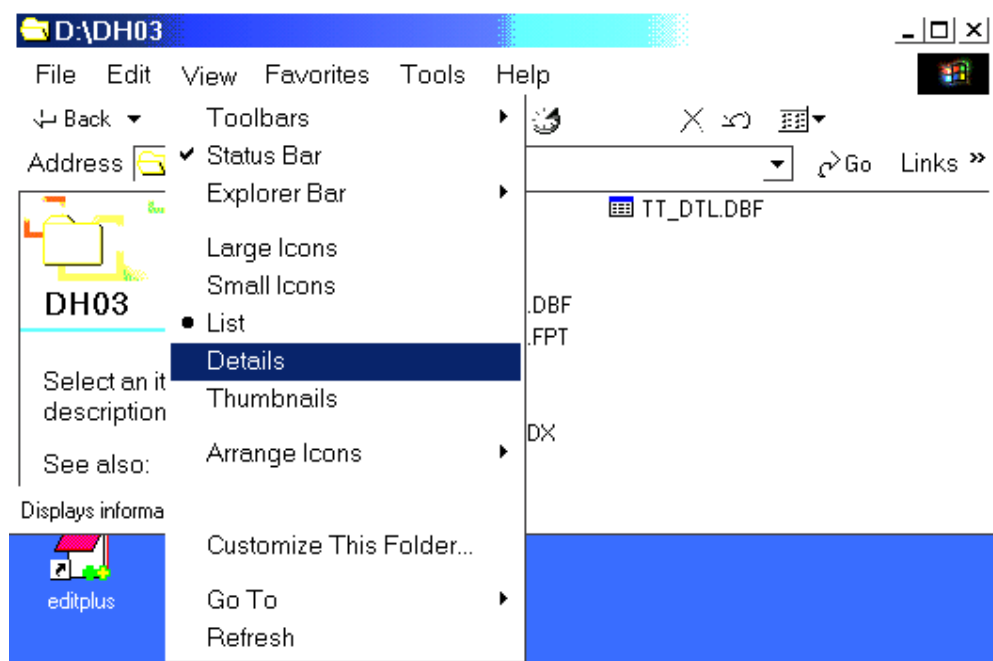 D:\DH03
File Edit View Favorites Tools Help
Back
Address
Go Links »
Toolbars
Status Bar
Explorer Bar
Large Icons
Small Icons
List
Details
Thumbnails
Arrange Icons
Customize This Folder...
Go To
Refresh
TT_DTL.DBF
.DBF
.FPT
DX
DH03
Select an it
description
See also:
Displays informa
editplus